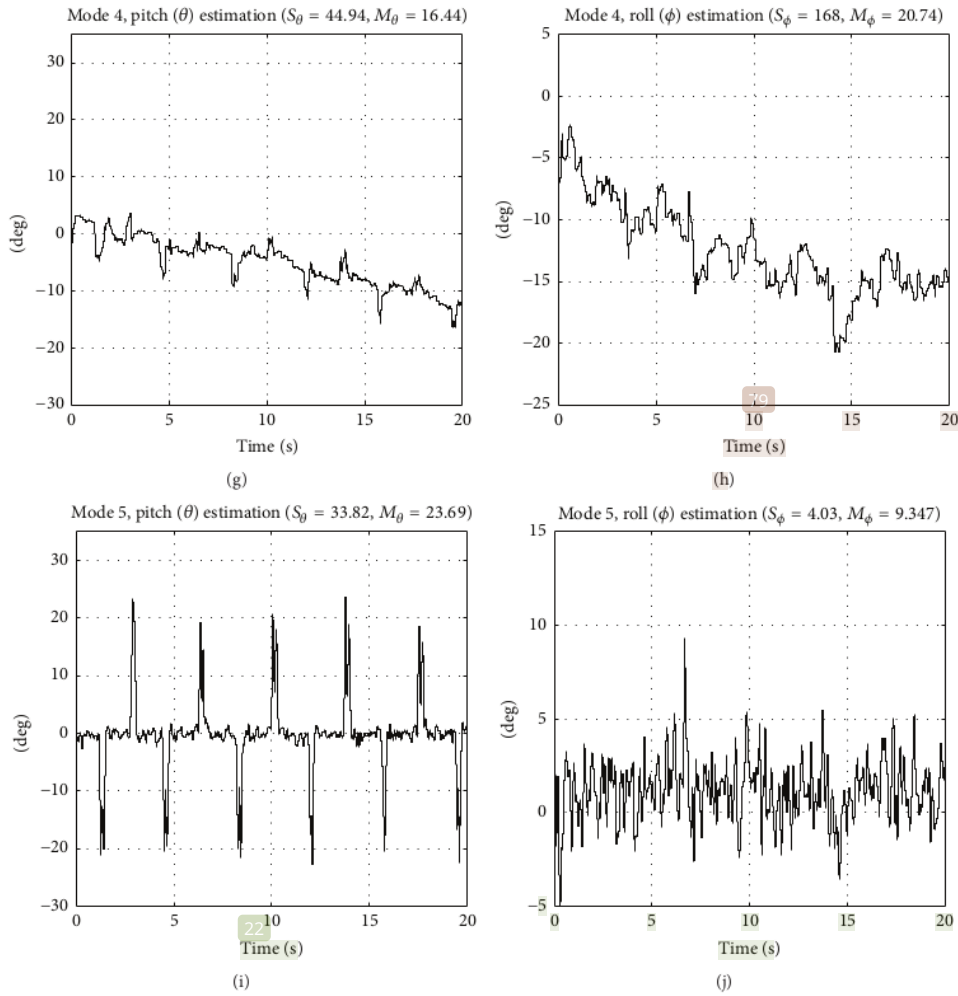 Mode 4, pitch (θ) estimation (Sθ = 44.94, Mθ = 16.44)
30
20
10
0
−10
−20
−30
(deg)
0 5 10 15 20
Time (s)
(g)
Mode 4, roll (ϕ) estimation (Sϕ = 168, Mϕ = 20.74)
5
0
−5
−10
−15
−20
−25
(deg)
79
0 5 10 15 20
Time (s)
(h)
Mode 5, pitch (θ) estimation (Sθ = 33.82, Mθ = 23.69)
30
20
10
0
−10
−20
−30
(deg)
0 5 10 15 20
22
Time (s)
(i)
Mode 5, roll (ϕ) estimation (Sϕ = 4.03, Mϕ = 9.347)
15
10
5
0
−5
(deg)
0 5 10 15 20
Time (s)
(j)